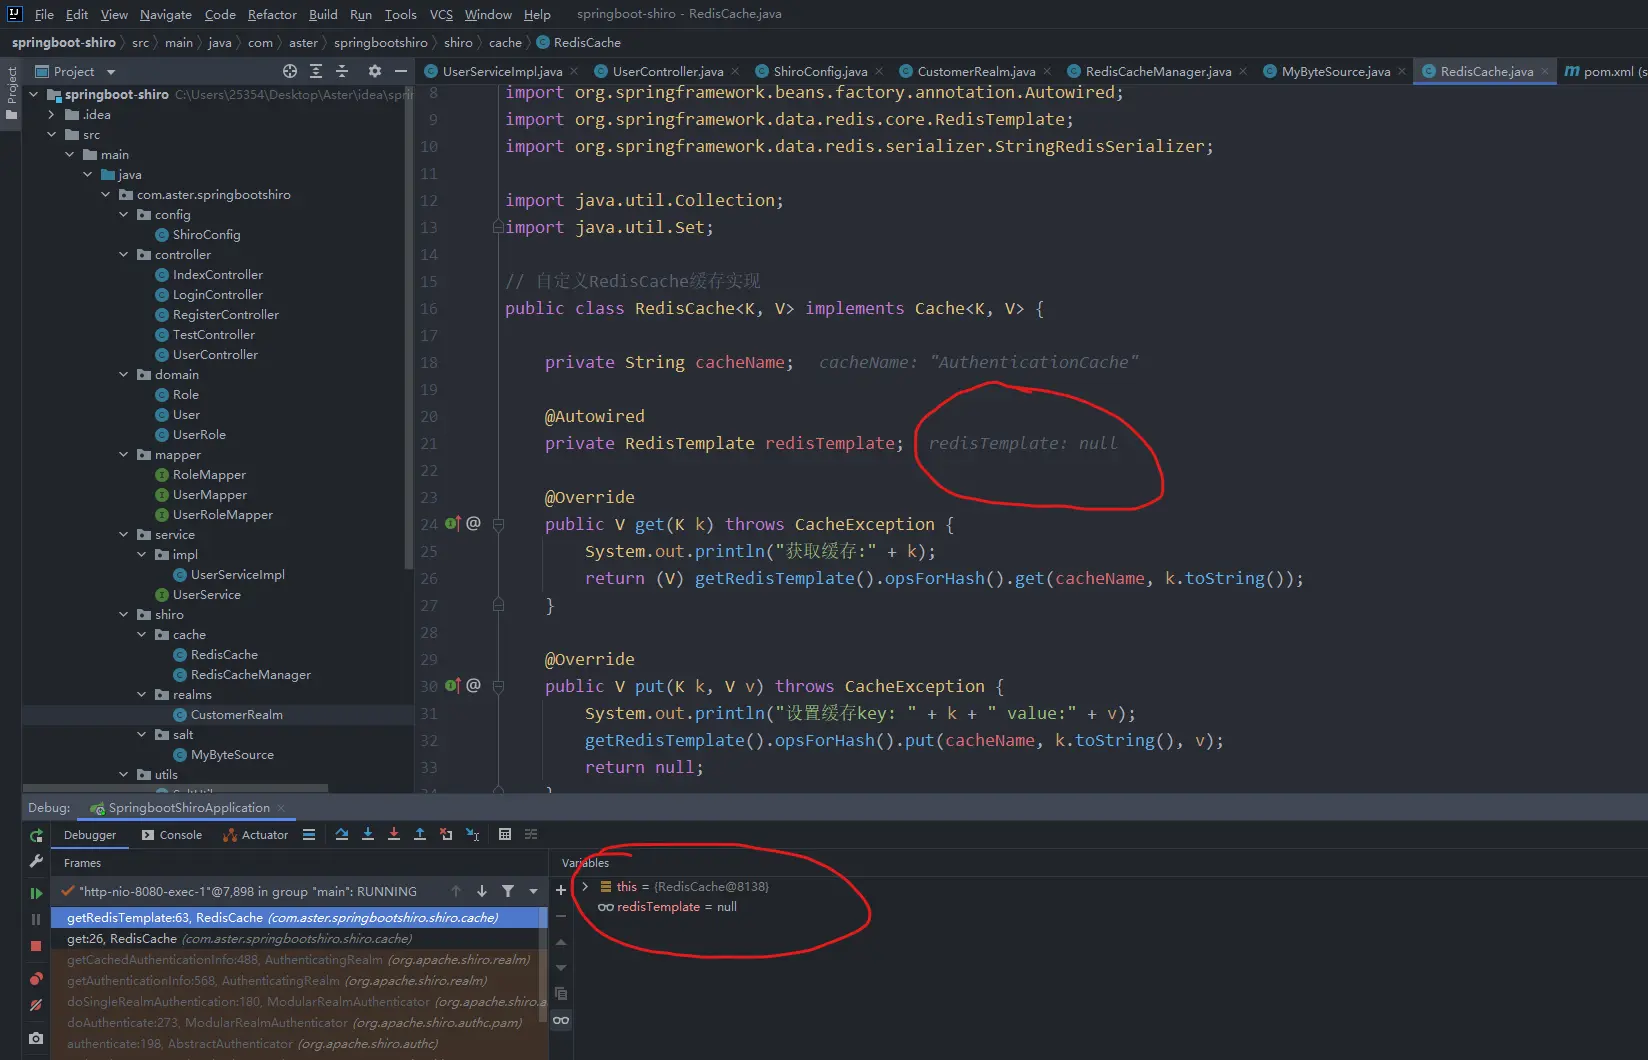 File Edit View Navigate Code Refactor Build Run Tools VCS Window Help springboot-shiro - RedisCache.java
springboot-shiro src main java com aster springbootshiro shiro cache RedisCache
Project
Project
UserServiceImpl.java UserController.java ShiroConfig.java CustomerRealm.java RedisCacheManager.java MyByteSource.java RedisCache.java pom.xml (s
springboot-shiro C:\Users\25354\Desktop\Aster\idea\spri
.idea
src
main
java
com.aster.springbootshiro
config
ShiroConfig
controller
IndexController
LoginController
RegisterController
TestController
UserController
domain
Role
User
UserRole
mapper
RoleMapper
UserMapper
UserRoleMapper
service
impl
UserServiceImpl
UserService
shiro
cache
RedisCache
RedisCacheManager
realms
CustomerRealm
salt
MyByteSource
utils
8 import org.springframework.beans.factory.annotation.Autowired;
9 import org.springframework.data.redis.core.RedisTemplate;
10 import org.springframework.data.redis.serializer.StringRedisSerializer;
11
12 import java.util.Collection;
13 import java.util.Set;
14
15 // 自定义RedisCache缓存实现
16 public class RedisCache<K, V> implements Cache<K, V> {
17
18 private String cacheName; cacheName: "AuthenticationCache"
19
20 @Autowired
21 private RedisTemplate redisTemplate; redisTemplate: null
22
23 @Override
24 @ public V get(K k) throws CacheException {
25 System.out.println("获取缓存:" + k);
26 return (V) getRedisTemplate().opsForHash().get(cacheName, k.toString());
27 }
28
29 @Override
30 @ public V put(K k, V v) throws CacheException {
31 System.out.println("设置缓存key: " + k + " value:" + v);
32 getRedisTemplate().opsForHash().put(cacheName, k.toString(), v);
33 return null;
34 }
Debug: SpringbootShiroApplication
Debugger Console Actuator
Frames
"http-nio-8080-exec-1"@7,898 in group "main": RUNNING
getRedisTemplate:63, RedisCache (com.aster.springbootshiro.shiro.cache)
get:26, RedisCache (com.aster.springbootshiro.shiro.cache)
getCachedAuthenticationInfo:488, AuthenticatingRealm (org.apache.shiro.realm)
getAuthenticationInfo:568, AuthenticatingRealm (org.apache.shiro.realm)
doSingleRealmAuthentication:180, ModularRealmAuthenticator (org.apache.shiro.a
doAuthenticate:273, ModularRealmAuthenticator (org.apache.shiro.authc.pam)
authenticate:198, AbstractAuthenticator (org.apache.shiro.authc)
Variables
this = {RedisCache@8138}
redisTemplate = null